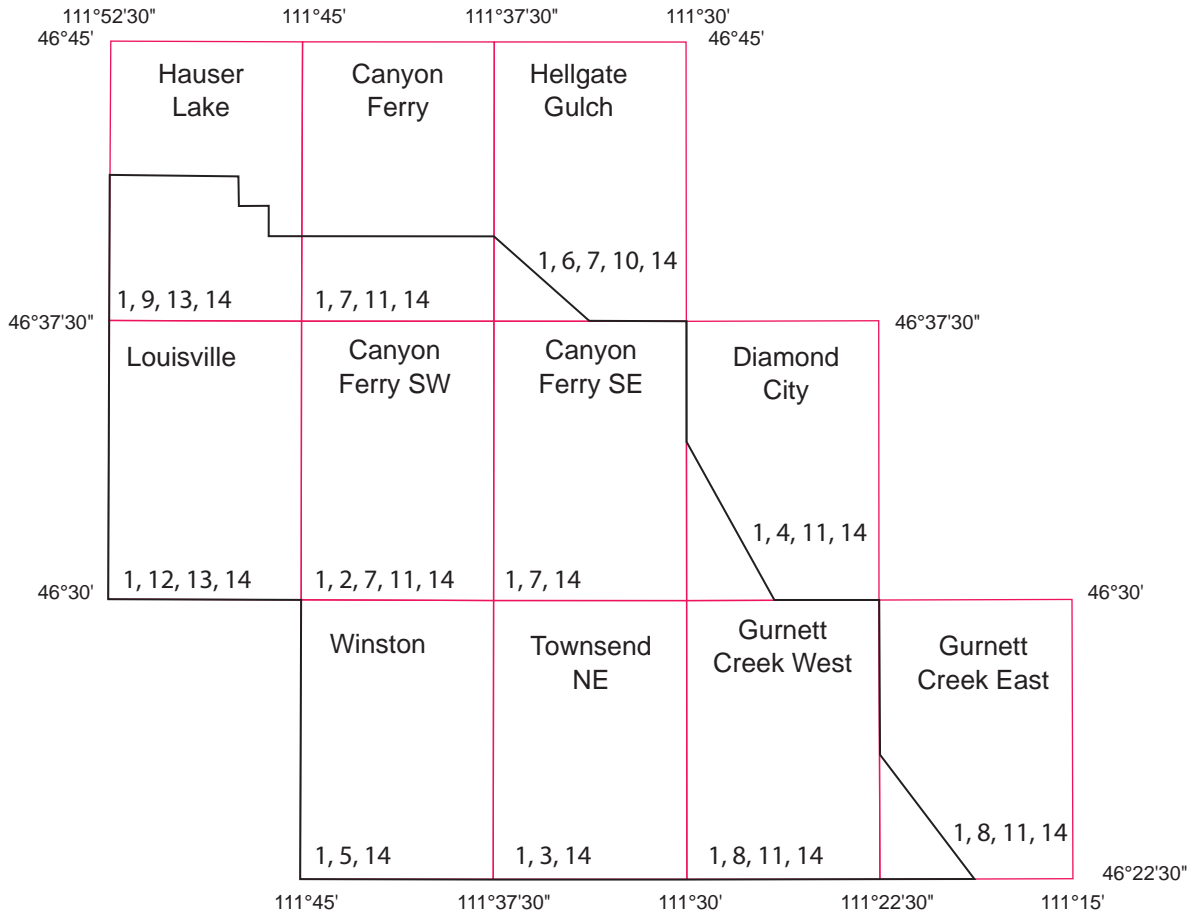 111°52'30" 111°45' 111°37'30" 111°30'
46°45' 46°45'
Hauser
Lake
Canyon
Ferry
Hellgate
Gulch
1, 6, 7, 10, 14
1, 9, 13, 14
1, 7, 11, 14
46°37'30" 46°37'30"
Louisville
Canyon
Ferry SW
Canyon
Ferry SE
Diamond
City
1, 4, 11, 14
1, 12, 13, 14
1, 2, 7, 11, 14
1, 7, 14
46°30' 46°30'
Winston
Townsend
NE
Gurnett
Creek West
Gurnett
Creek East
1, 8, 11, 14
1, 5, 14
1, 3, 14
1, 8, 11, 14
46°22'30"
111°45' 111°37'30" 111°30' 111°22'30" 111°15'